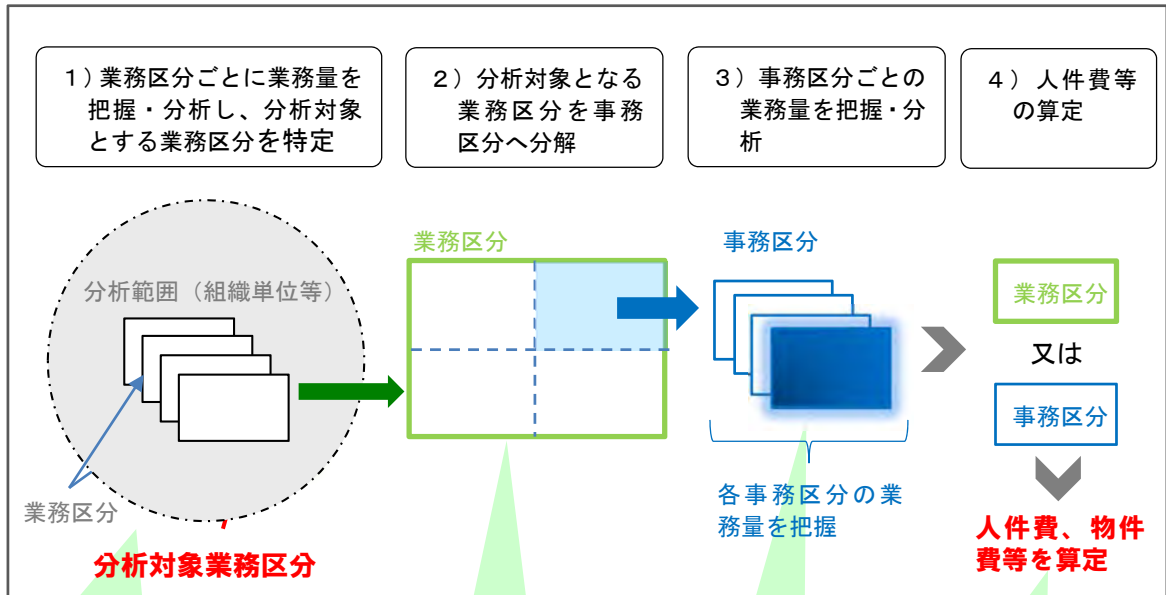 １）業務区分ごとに業務量を
把握・分析し、分析対象
とする業務区分を特定
２）分析対象となる
業務区分を事務
区分へ分解
３）事務区分ごとの
業務量を把握・分
析
４）人件費等
の算定
分析範囲（組織単位等）
業務区分
分析対象業務区分
業務区分
事務区分
各事務区分の業
務量を把握
業務区分
又は
事務区分
人件費、物件
費等を算定